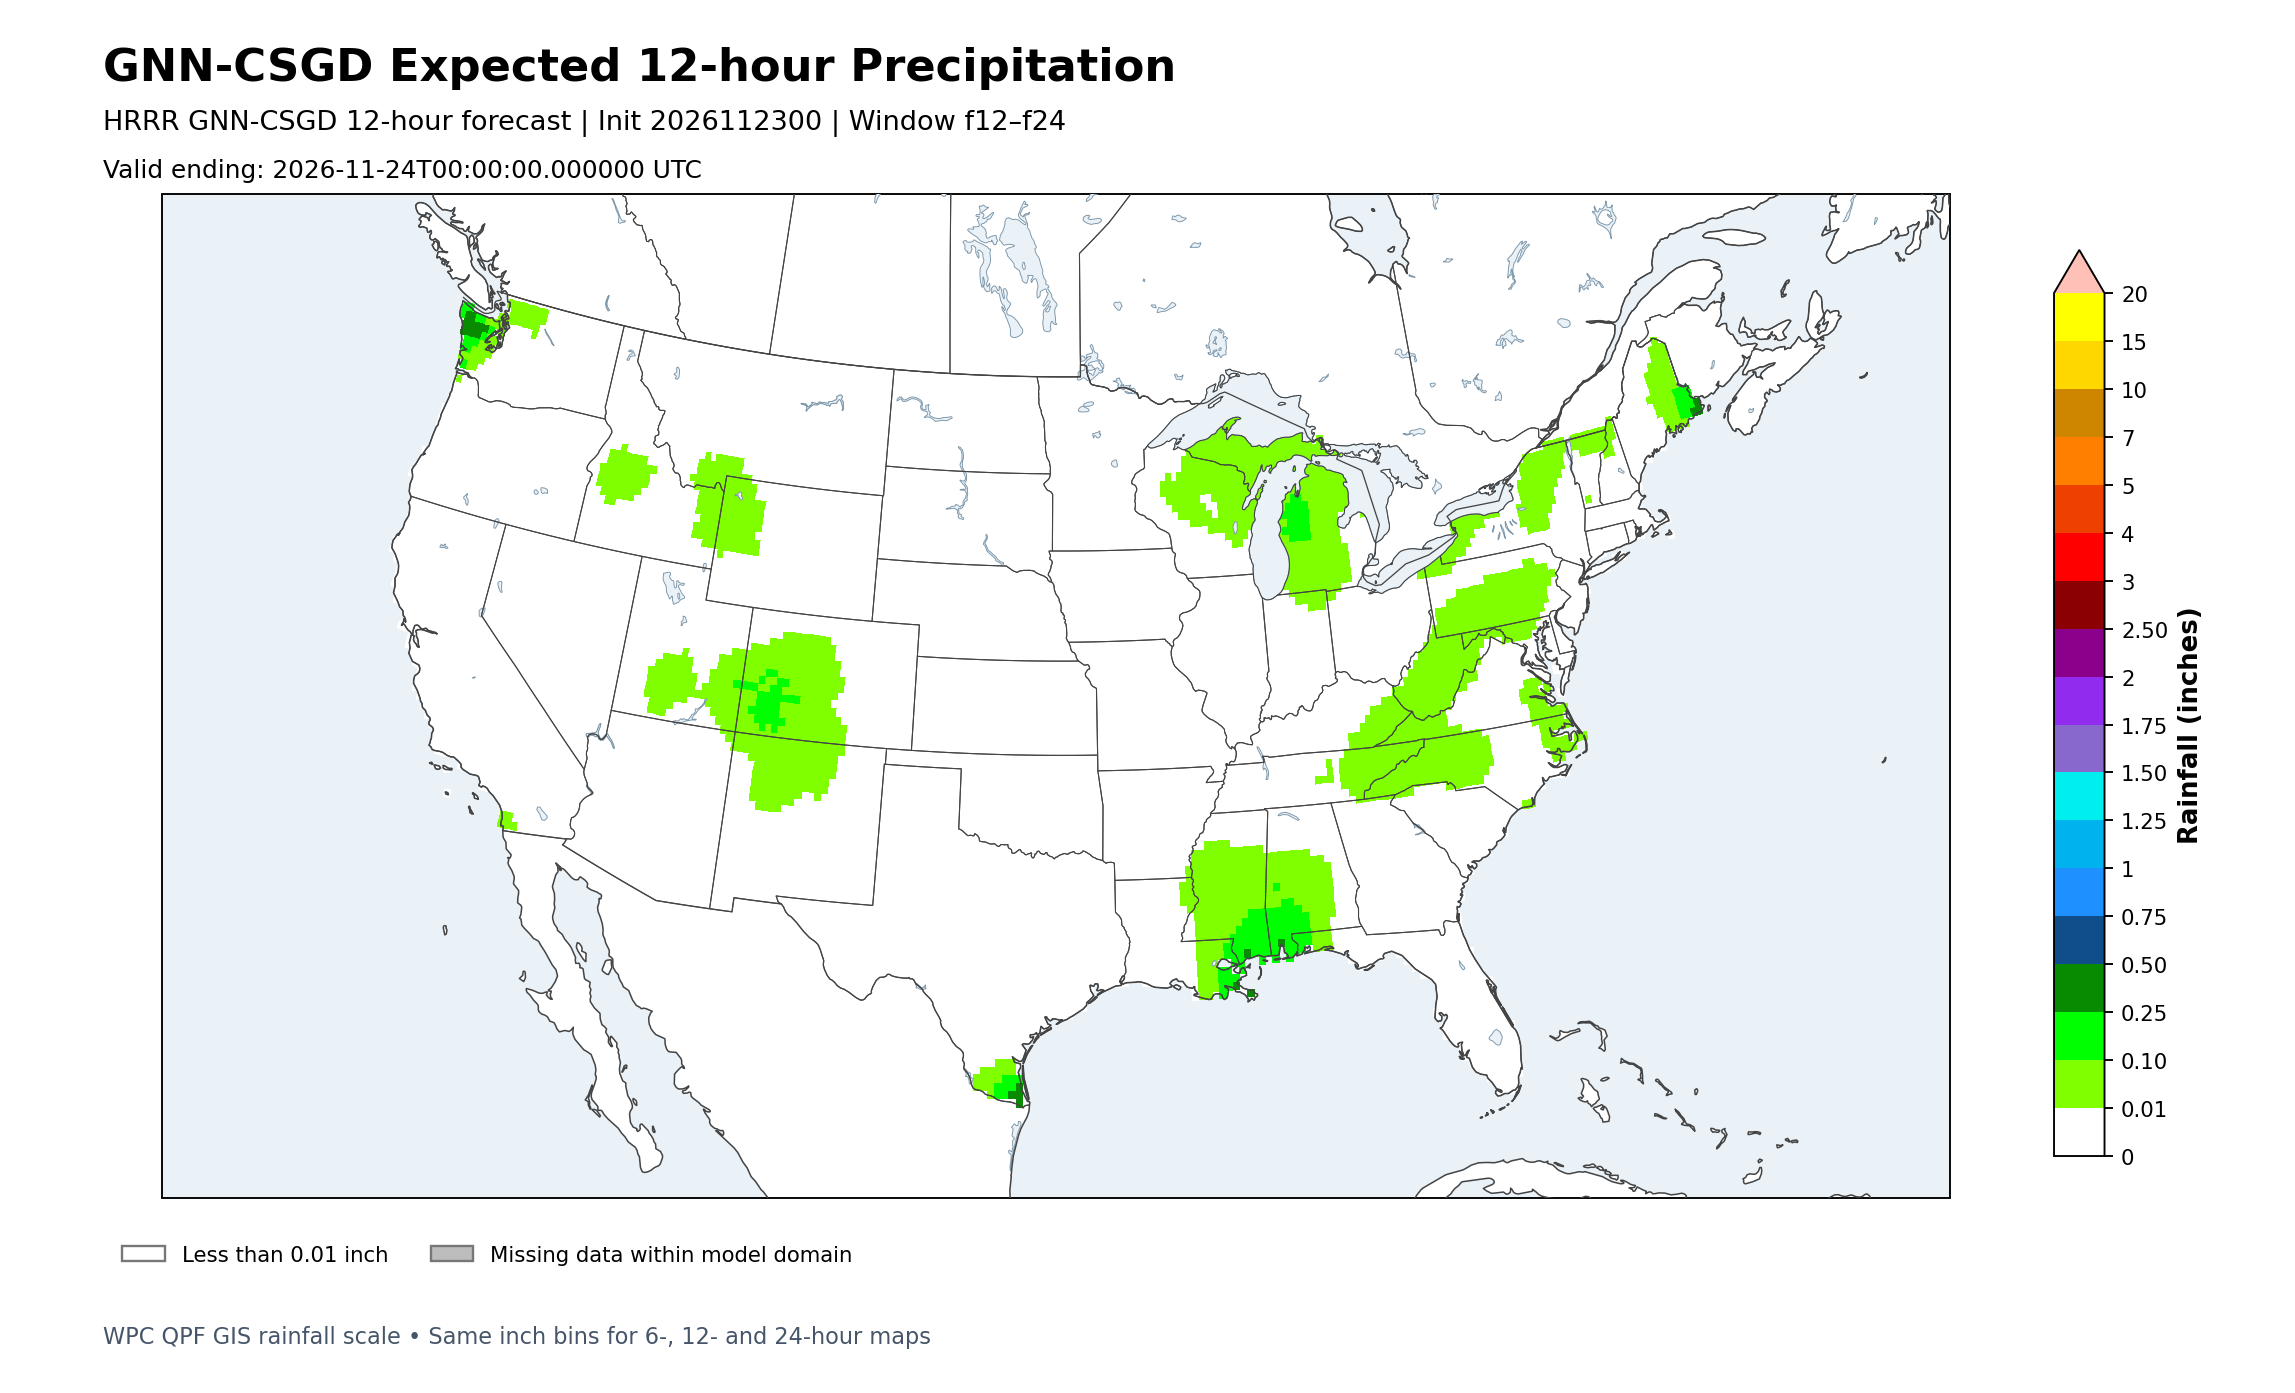 GNN-CSGD Expected 12-hour Precipitation
HRRR GNN-CSGD 12-hour forecast | Init 2026112300 | Window f12–f24
Valid ending: 2026-11-24T00:00:00.000000 UTC
20
15
10
7
5
4
3
2.50
2
1.75
1.50
1.25
1
0.75
0.50
0.25
0.10
0.01
0
Rainfall (inches)
Less than 0.01 inch
Missing data within model domain
WPC QPF GIS rainfall scale • Same inch bins for 6-, 12- and 24-hour maps